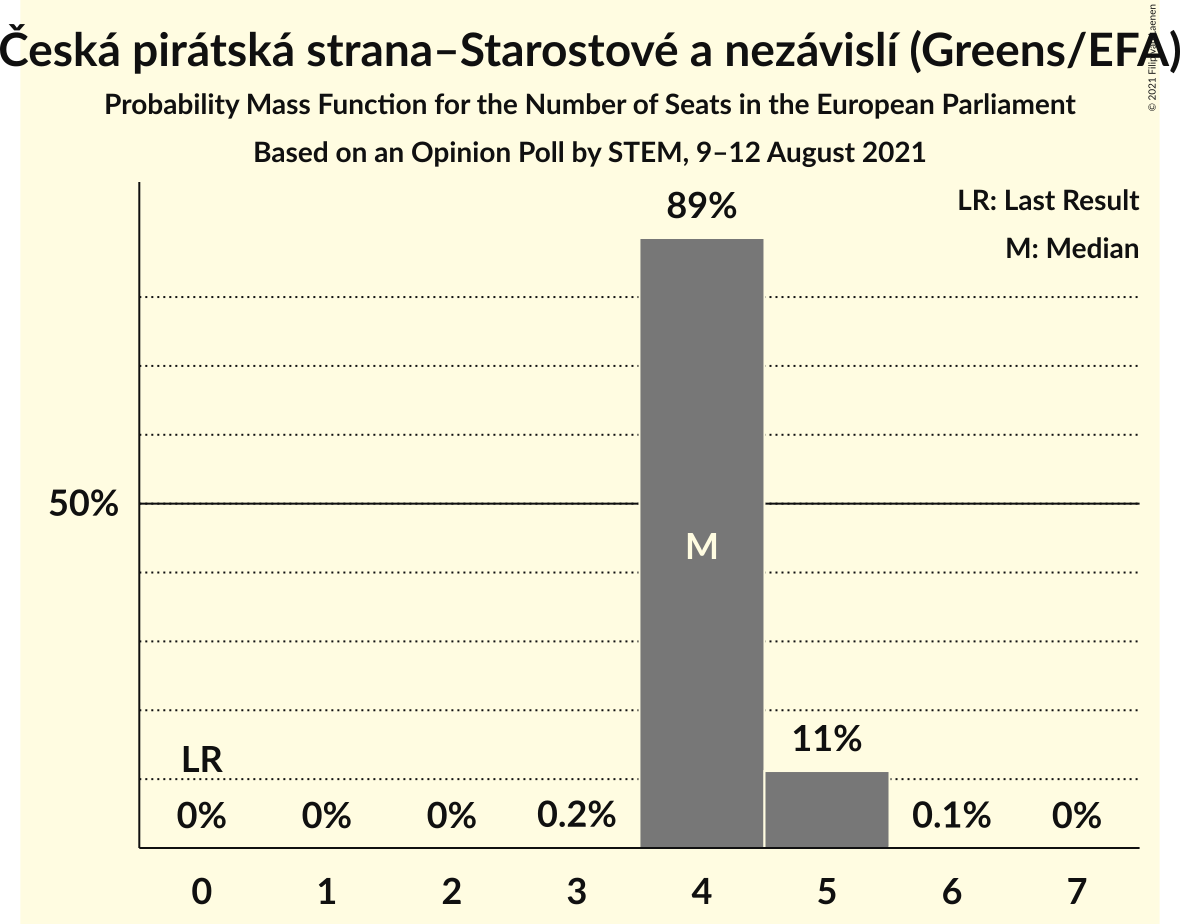 Česká pirátská strana–Starostové a nezávislí (Greens/EFA)
Probability Mass Function for the Number of Seats in the European Parliament
Based on an Opinion Poll by STEM, 9–12 August 2021
© 2021 Filip
LR: Last Result
M: Median
89%
50%
M
11%
LR
0% 0% 0% 0.2% 0.1% 0%
0 1 2 3 4 5 6 7